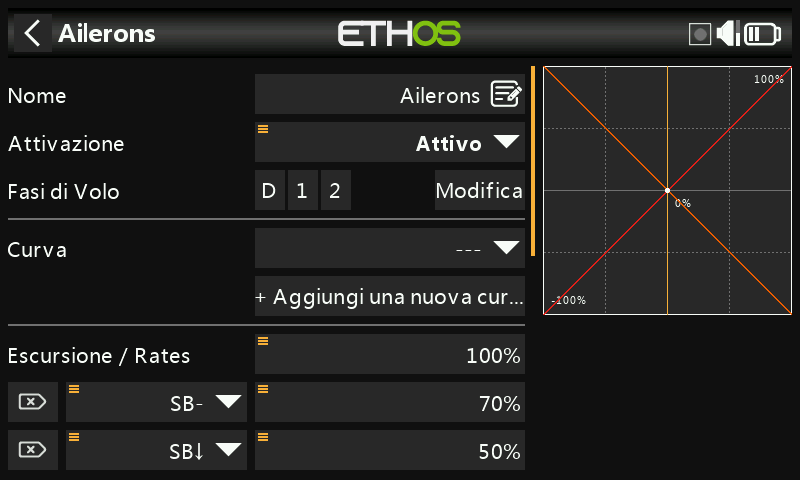 Ailerons
ETHOS
Nome
Ailerons
Attivazione
Attivo
Fasi di Volo
D 1 2
Modifica
Curva
---
+ Aggiungi una nuova cur...
Escursione / Rates
100%
SB-
70%
SB↓
50%
100%
0%
-100%